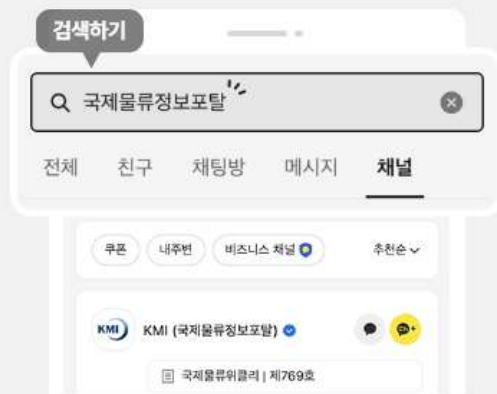 검색하기
국제물류정보포탈
전체 친구 채팅방 메시지 채널
쿠폰 내주변 비즈니스 채널 추천순
KMI KMI (국제물류정보포탈)
국제물류위클리 | 제769호